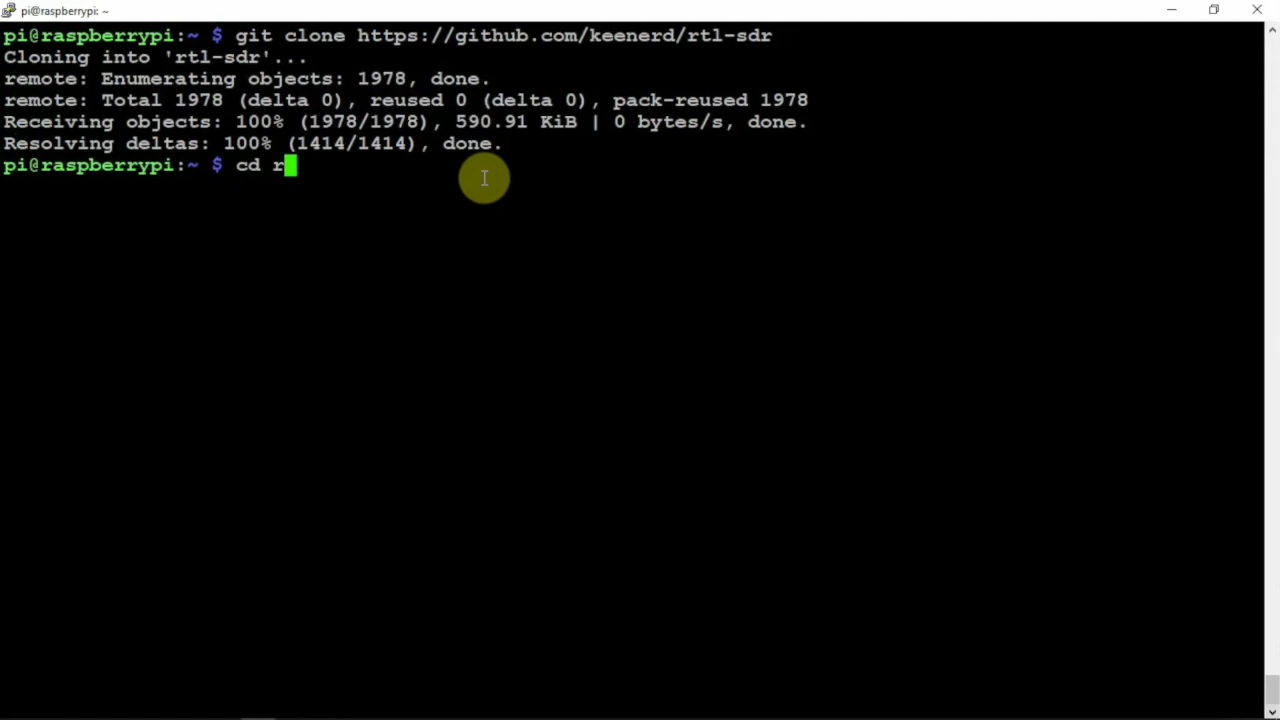 pi@raspberrypi: ~
pi@raspberrypi:~ $ git clone https://github.com/keenerd/rtl-sdr
Cloning into 'rtl-sdr'...
remote: Enumerating objects: 1978, done.
remote: Total 1978 (delta 0), reused 0 (delta 0), pack-reused 1978
Receiving objects: 100% (1978/1978), 590.91 KiB | 0 bytes/s, done.
Resolving deltas: 100% (1414/1414), done.
pi@raspberrypi:~ $ cd r